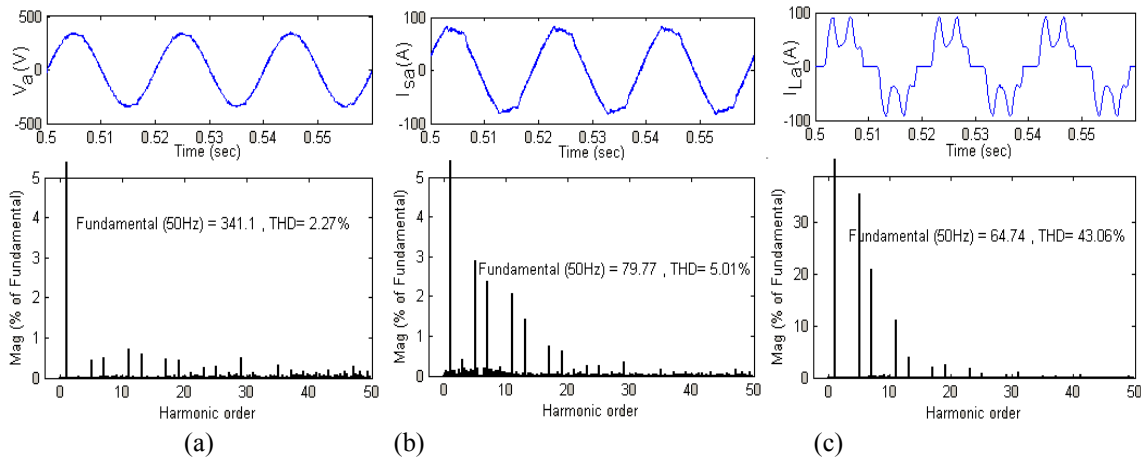 500
0
-500
V_a(V)
0.5 0.51 0.52 0.53 0.54 0.55
Time (sec)
100
0
-100
I_sa(A)
0.5 0.51 0.52 0.53 0.54 0.55
Time (sec)
100
0
-100
I_La(A)
0.5 0.51 0.52 0.53 0.54 0.55
Time (sec)
5
4
3
2
1
0
Mag (% of Fundamental)
Fundamental (50Hz) = 341.1 , THD= 2.27%
0 10 20 30 40 50
Harmonic order
5
4
3
2
1
0
Mag (% of Fundamental)
Fundamental (50Hz) = 79.77 , THD= 5.01%
0 10 20 30 40 50
Harmonic order
30
20
10
0
Mag (% of Fundamental)
Fundamental (50Hz) = 64.74 , THD= 43.06%
0 10 20 30 40 50
Harmonic order
(a) (b) (c)